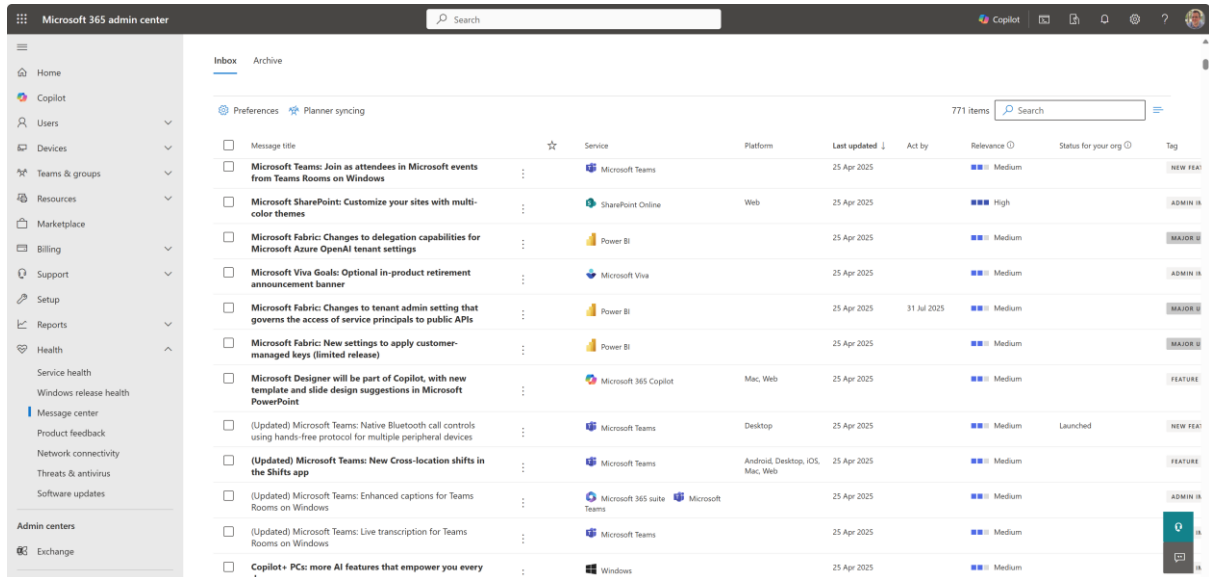 Microsoft 365 admin center
Search
Copilot
?
Home
Copilot
Users
Devices
Teams & groups
Resources
Marketplace
Billing
Support
Setup
Reports
Health
Service health
Windows release health
Message center
Product feedback
Network connectivity
Threats & antivirus
Software updates
Admin centers
Exchange
Inbox Archive
Preferences Planner syncing 771 items Search
Message title Service Platform Last updated ↓ Act by Relevance Status for your org Tag
Microsoft Teams: Join as attendees in Microsoft events Microsoft Teams 25 Apr 2025 Medium NEW FEA
from Teams Rooms on Windows
Microsoft SharePoint: Customize your sites with multi- SharePoint Online Web 25 Apr 2025 High ADMIN IM
color themes
Microsoft Fabric: Changes to delegation capabilities for Power BI 25 Apr 2025 Medium MAJOR U
Microsoft Azure OpenAI tenant settings
Microsoft Viva Goals: Optional in-product retirement Microsoft Viva 25 Apr 2025 Medium ADMIN IM
announcement banner
Microsoft Fabric: Changes to tenant admin setting that Power BI 25 Apr 2025 31 Jul 2025 Medium MAJOR U
governs the access of service principals to public APIs
Microsoft Fabric: New settings to apply customer- Power BI 25 Apr 2025 Medium MAJOR U
managed keys (limited release)
Microsoft Designer will be part of Copilot, with new Microsoft 365 Copilot Mac, Web 25 Apr 2025 Medium FEATURE
template and slide design suggestions in Microsoft
PowerPoint
(Updated) Microsoft Teams: Native Bluetooth call controls Microsoft Teams Desktop 25 Apr 2025 Medium Launched NEW FEA
using hands-free protocol for multiple peripheral devices
(Updated) Microsoft Teams: New Cross-location shifts in Microsoft Teams Android, Desktop, iOS, 25 Apr 2025 Medium FEATURE
the Shifts app Mac, Web
(Updated) Microsoft Teams: Enhanced captions for Teams Microsoft 365 suite Microsoft 25 Apr 2025 Medium ADMIN IM
Rooms on Windows Teams
(Updated) Microsoft Teams: Live transcription for Teams Microsoft Teams 25 Apr 2025 Medium
Rooms on Windows
Copilot+ PCs: more AI features that empower you every Windows 25 Apr 2025 Medium